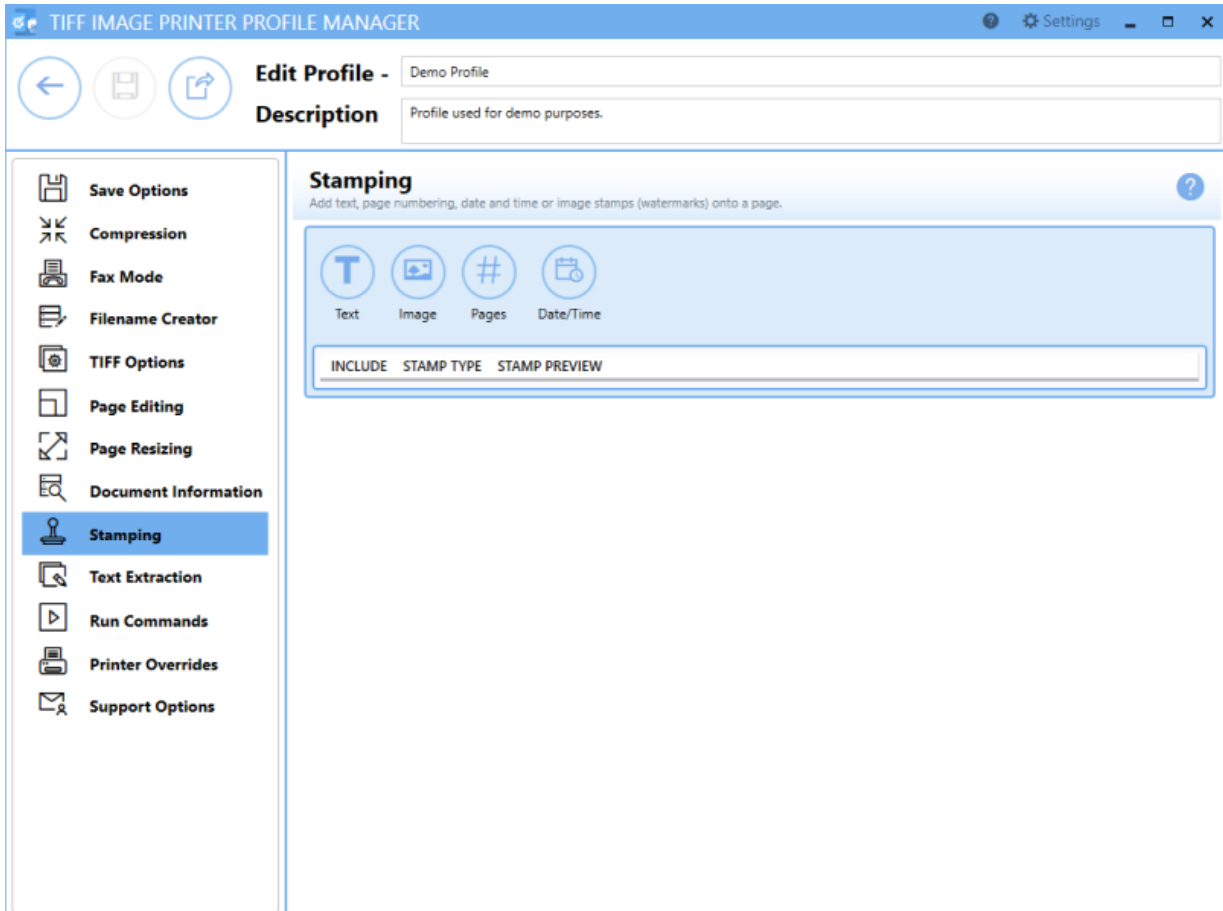 TIFF IMAGE PRINTER PROFILE MANAGER
? Settings
Edit Profile - Demo Profile
Description Profile used for demo purposes.
Save Options
Compression
Fax Mode
Filename Creator
TIFF Options
Page Editing
Page Resizing
Document Information
Stamping
Text Extraction
Run Commands
Printer Overrides
Support Options
Stamping
?
Add text, page numbering, date and time or image stamps (watermarks) onto a page.
T #
Text Image Pages Date/Time
INCLUDE STAMP TYPE STAMP PREVIEW